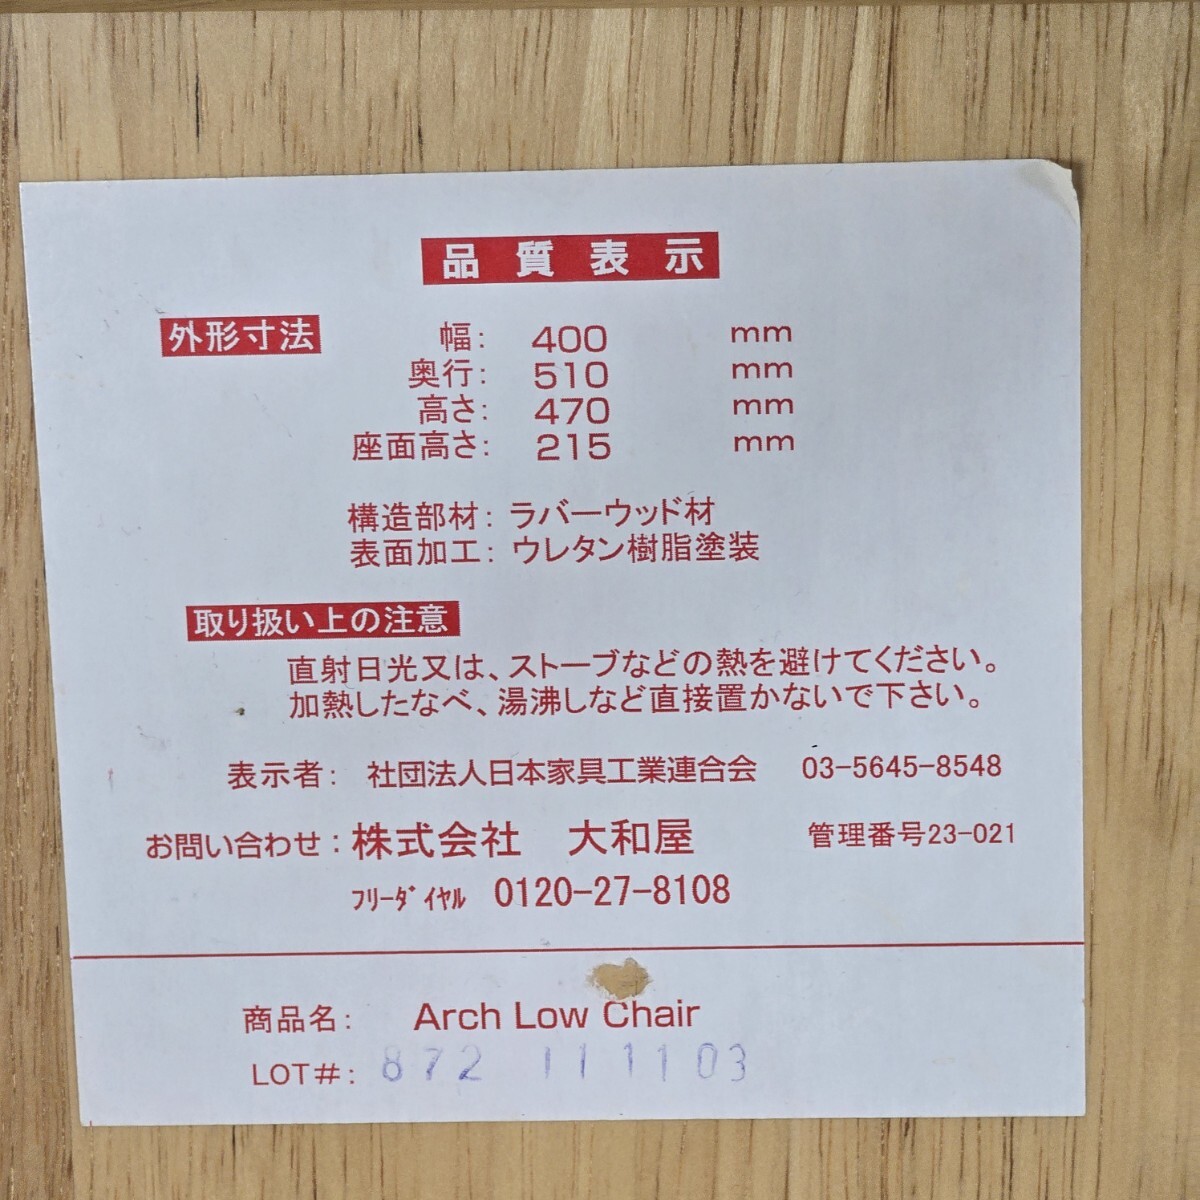 品質表示
外形寸法 幅: 400 mm
奥行: 510 mm
高さ: 470 mm
座面高さ: 215 mm
構造部材: ラバーウッド材
表面加工: ウレタン樹脂塗装
取り扱い上の注意
直射日光又は、ストーブなどの熱を避けてください。
加熱したなべ、湯沸しなど直接置かないで下さい。
表示者: 社団法人日本家具工業連合会 03-5645-8548
お問い合わせ: 株式会社 大和屋 管理番号23-021
ﾌﾘｰﾀﾞｲﾔﾙ 0120-27-8108
商品名: Arch Low Chair
LOT#: 872 111103